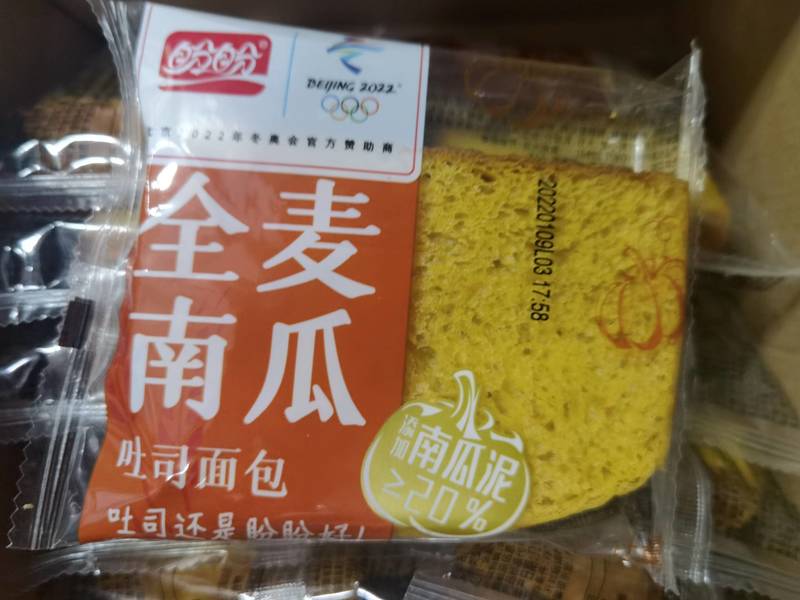 盼盼
BEIJING 2022
北京2022年冬奥会官方赞助商
全麦
南瓜
吐司面包
吐司还是盼盼好!
20220109L03 17:58
添加
南瓜泥
≥20%